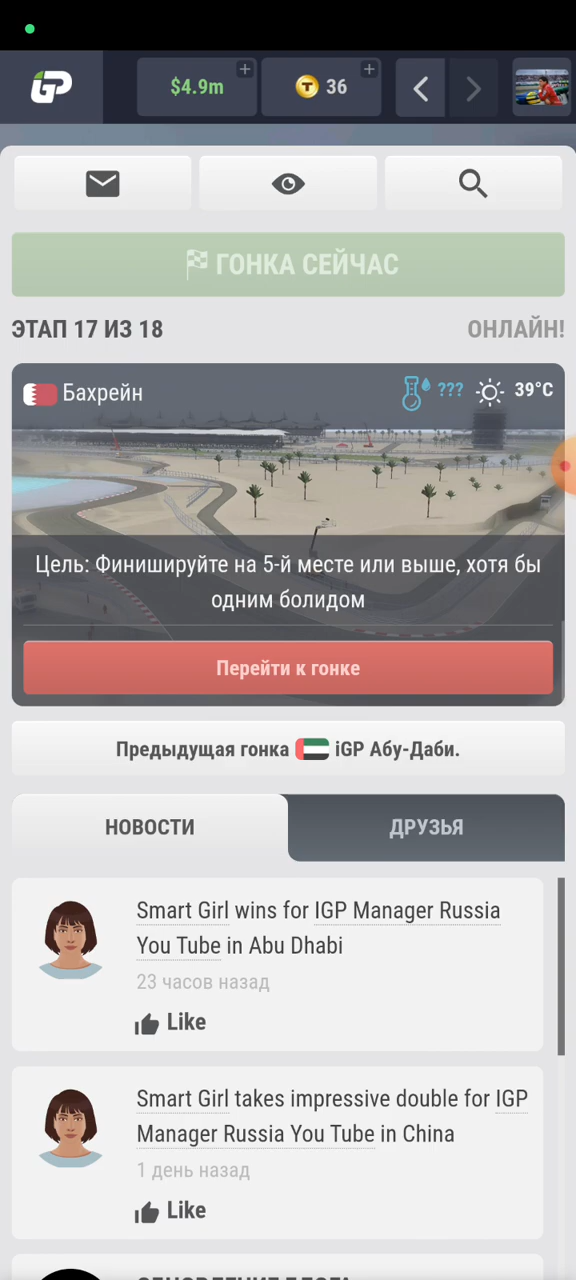 GP
$4.9m
36
ГОНКА СЕЙЧАС
ЭТАП 17 ИЗ 18
ОНЛАЙН!
Бахрейн
???
39°C
Цель: Финишируйте на 5-й месте или выше, хотя бы
одним болидом
Перейти к гонке
Предыдущая гонка iGP Абу-Даби.
НОВОСТИ
ДРУЗЬЯ
Smart Girl wins for IGP Manager Russia
You Tube in Abu Dhabi
23 часов назад
Like
Smart Girl takes impressive double for IGP
Manager Russia You Tube in China
1 день назад
Like